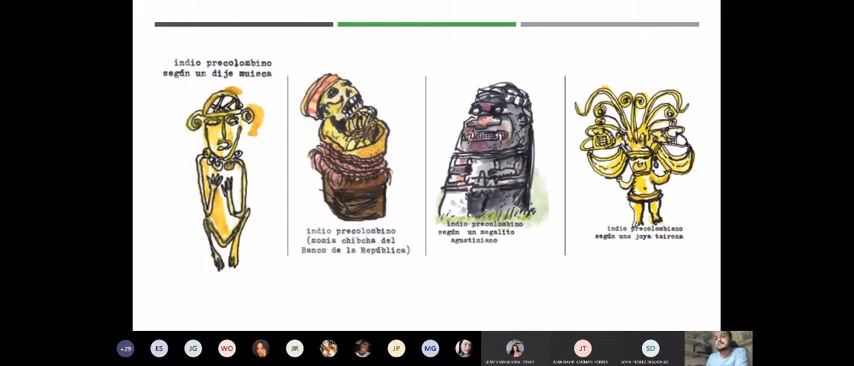 indio precolombino
según un dije muisca
indio precolombino
(momia chibcha del
Banco de la República)
indio precolombino
según un megalito
agustiniano
indio precolombiano
según una joya tairona
+29
ES
JG
WO
JR
JP
MG
JT
SD